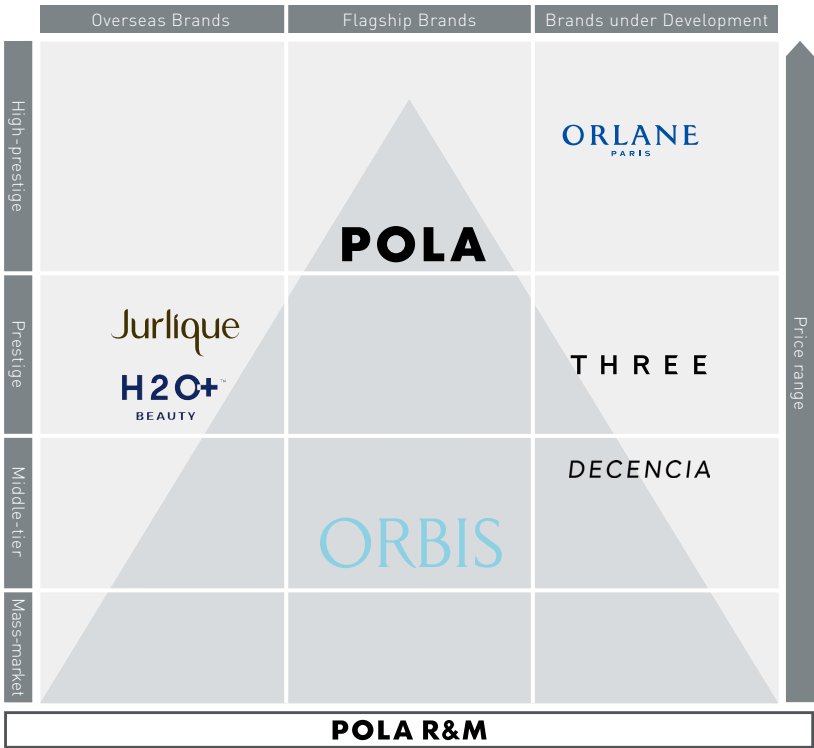 Overseas Brands
Flagship Brands
Brands under Development
High-prestige
ORLANE
PARIS
POLA
Prestige
Jurlique
H2O+™
BEAUTY
THREE
Price range
Middle-tier
DECENCIA
ORBIS
Mass-market
POLA R&M